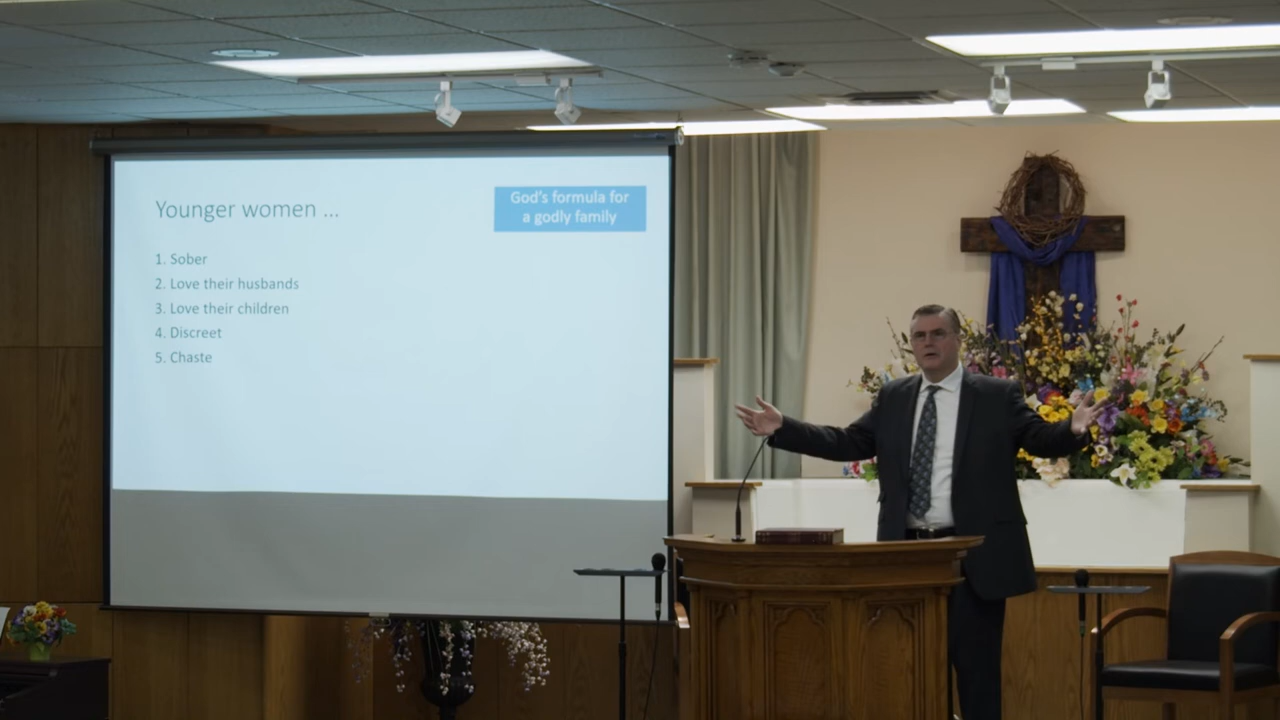 Younger women ...
God's formula for
a godly family
1. Sober
2. Love their husbands
3. Love their children
4. Discreet
5. Chaste